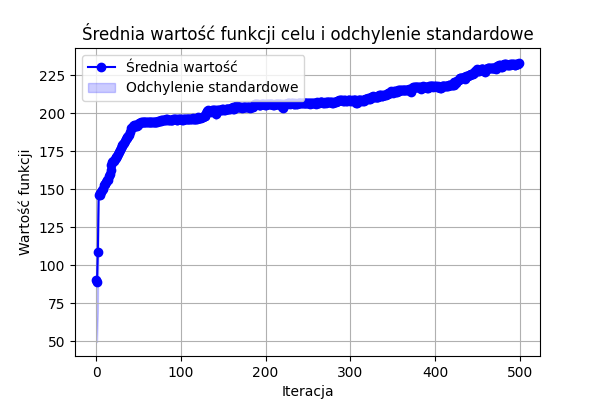 Średnia wartość funkcji celu i odchylenie standardowe
Średnia wartość
Odchylenie standardowe
Wartość funkcji
225
200
175
150
125
100
75
50
0 100 200 300 400 500
Iteracja